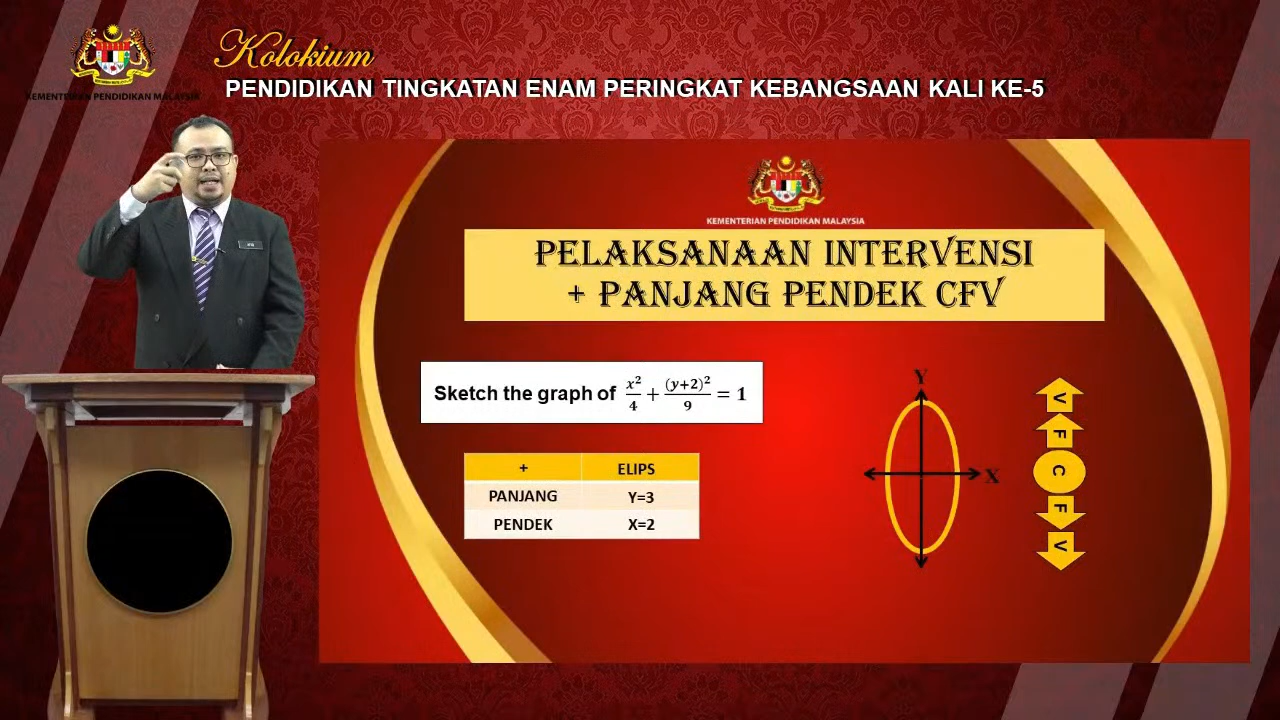 Kolokium
PENDIDIKAN TINGKATAN ENAM PERINGKAT KEBANGSAAN KALI KE-5
KEMENTERIAN PENDIDIKAN MALAYSIA
KEMENTERIAN PENDIDIKAN MALAYSIA
PELAKSANAAN INTERVENSI
+ PANJANG PENDEK CFV
Sketch the graph of x²/4 + (y+2)²/9 = 1
+ ELIPS
PANJANG Y=3
PENDEK X=2
Y
X
V
F
C
F
V